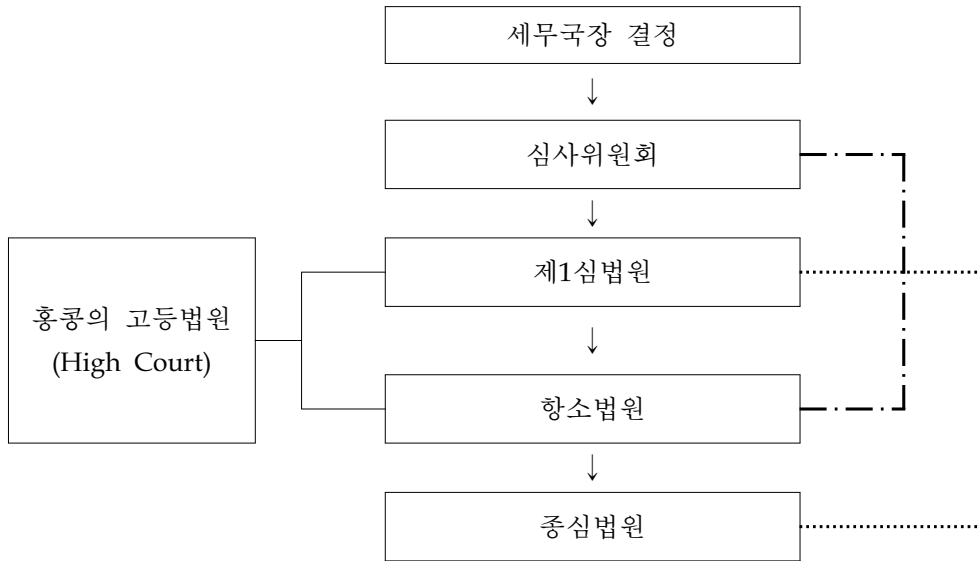 세무국장 결정
↓
심사위원회
↓
제1심법원
홍콩의 고등법원
(High Court)
↓
항소법원
↓
종심법원